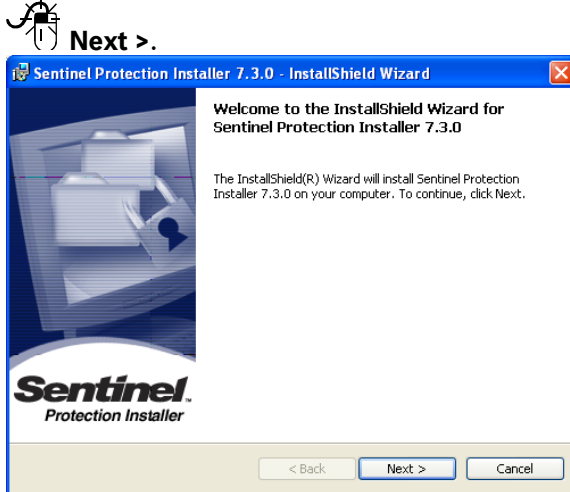 Next >.
Sentinel Protection Installer 7.3.0 - InstallShield Wizard
Welcome to the InstallShield Wizard for
Sentinel Protection Installer 7.3.0
The InstallShield(R) Wizard will install Sentinel Protection
Installer 7.3.0 on your computer. To continue, click Next.
Sentinel
Protection Installer
< Back
Next >
Cancel